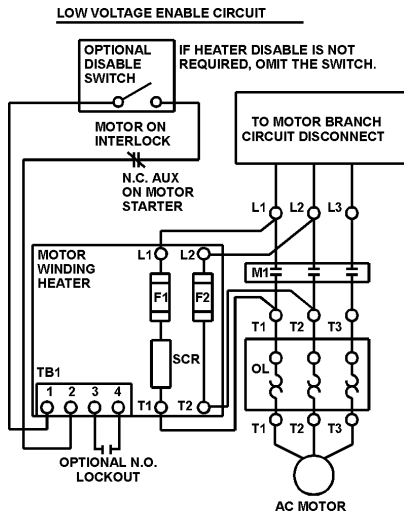 LOW VOLTAGE ENABLE CIRCUIT
OPTIONAL
DISABLE
SWITCH
IF HEATER DISABLE IS NOT
REQUIRED, OMIT THE SWITCH.
MOTOR ON
INTERLOCK
N.C. AUX
ON MOTOR
STARTER
TO MOTOR BRANCH
CIRCUIT DISCONNECT
L1 L2 L3
MOTOR
WINDING
HEATER
L1 L2
M1
F1 F2
SCR
T1 T2 T3
OL
TB1
1 2 3 4
T1 T2
T1 T2 T3
OPTIONAL N.O.
LOCKOUT
AC MOTOR